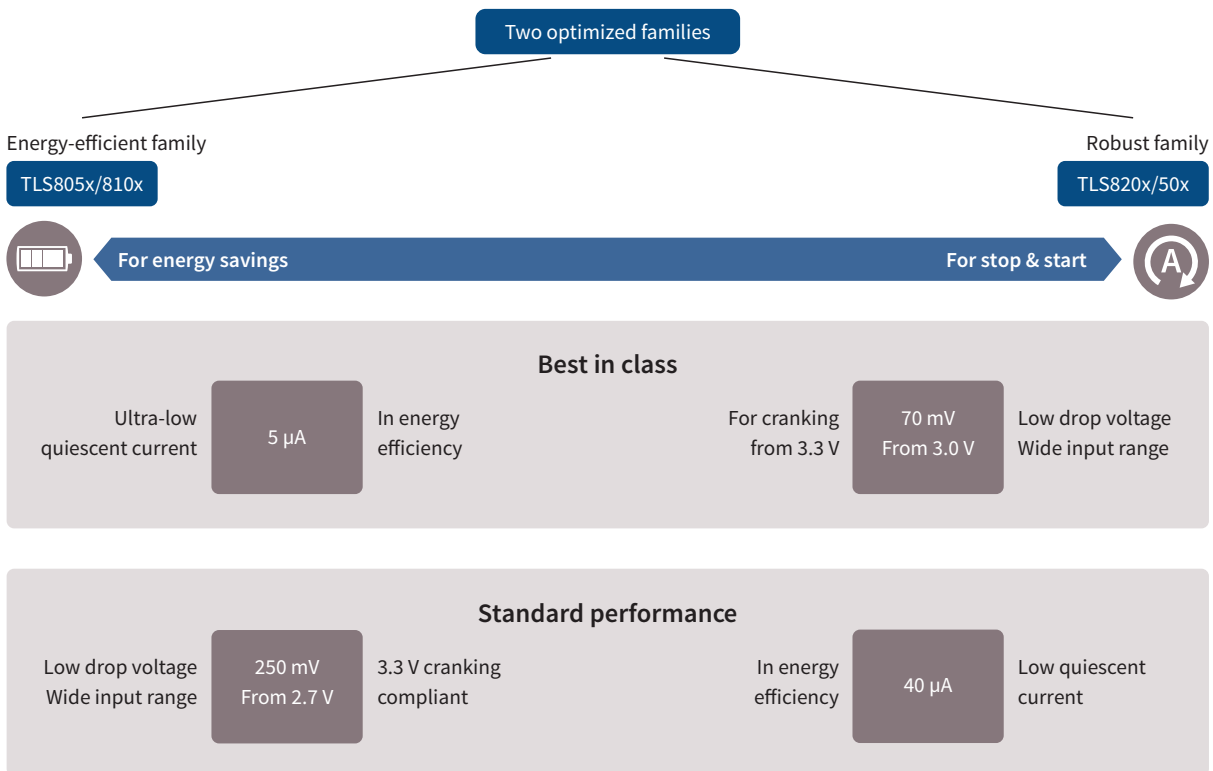 Two optimized families
Energy-efficient family
TLS805x/810x
Robust family
TLS820x/50x
For energy savings
For stop & start
A
Best in class
Ultra-low
quiescent current
5 µA
In energy
efficiency
For cranking
from 3.3 V
70 mV
From 3.0 V
Low drop voltage
Wide input range
Standard performance
Low drop voltage
Wide input range
250 mV
From 2.7 V
3.3 V cranking
compliant
In energy
efficiency
40 µA
Low quiescent
current